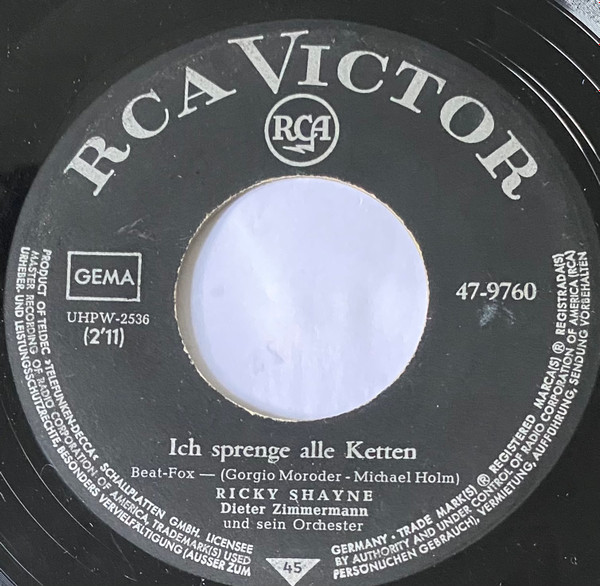 RCA VICTOR
RCA
GEMA
47-9760
UHPW-2536
(2'11)
Ich sprenge alle Ketten
Beat-Fox — (Gorgio Moroder - Michael Holm)
RICKY SHAYNE
Dieter Zimmermann
und sein Orchester
45
PRODUCT OF TELDEC »TELEFUNKEN-DECCA« SCHALLPLATTEN GMBH. LICENSEE
MASTER RECORDING OF RADIO CORPORATION OF AMERICA, TRADEMARK(S) USED
URHEBER- UND LEISTUNGSSCHUTZRECHTE, BESONDERS VERVIELFÄLTIGUNG (AUSSER ZUM
GERMANY · TRADE MARK(S) ® REGISTERED MARCA(S) ® REGISTRADA(S)
BY AUTHORITY AND UNDER CONTROL OF RADIO CORPORATION OF AMERICA (RCA)
PERSÖNLICHEN GEBRAUCH), VERMIETUNG, AUFFÜHRUNG, SENDUNG VORBEHALTEN